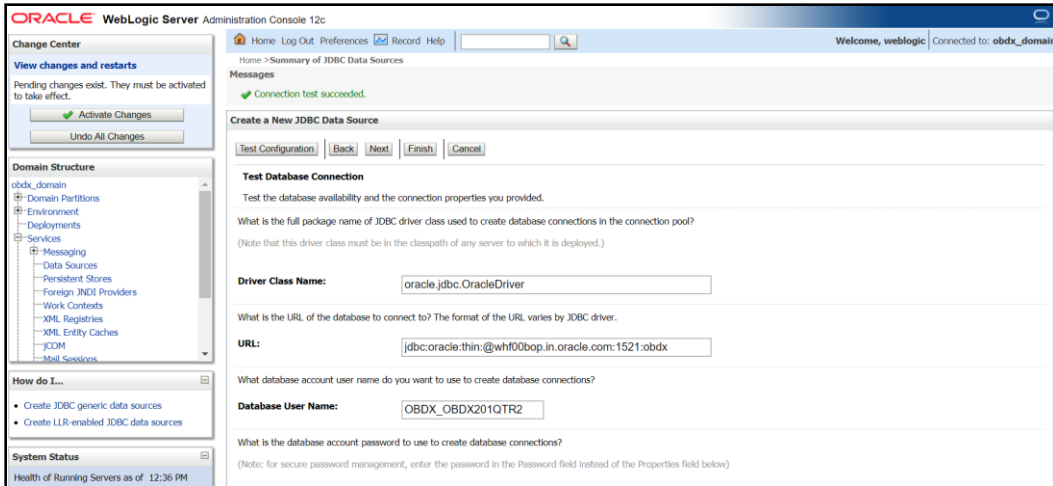 ORACLE WebLogic Server Administration Console 12c
Change Center
View changes and restarts
Pending changes exist. They must be activated
to take effect.
Activate Changes
Undo All Changes
Domain Structure
obdx_domain
Domain Partitions
Environment
Deployments
Services
Messaging
Data Sources
Persistent Stores
Foreign JNDI Providers
Work Contexts
XML Registries
XML Entity Caches
jCOM
Mail Sessions
How do I...
Create JDBC generic data sources
Create LLR-enabled JDBC data sources
System Status
Health of Running Servers as of 12:36 PM
Home Log Out Preferences Record Help
Welcome, weblogic Connected to: obdx_domain
Home >Summary of JDBC Data Sources
Messages
Connection test succeeded.
Create a New JDBC Data Source
Test Configuration Back Next Finish Cancel
Test Database Connection
Test the database availability and the connection properties you provided.
What is the full package name of JDBC driver class used to create database connections in the connection pool?
(Note that this driver class must be in the classpath of any server to which it is deployed.)
Driver Class Name: oracle.jdbc.OracleDriver
What is the URL of the database to connect to? The format of the URL varies by JDBC driver.
URL: jdbc:oracle:thin:@whf00bop.in.oracle.com:1521:obdx
What database account user name do you want to use to create database connections?
Database User Name: OBDX_OBDX201QTR2
What is the database account password to use to create database connections?
(Note: for secure password management, enter the password in the Password field instead of the Properties field below)